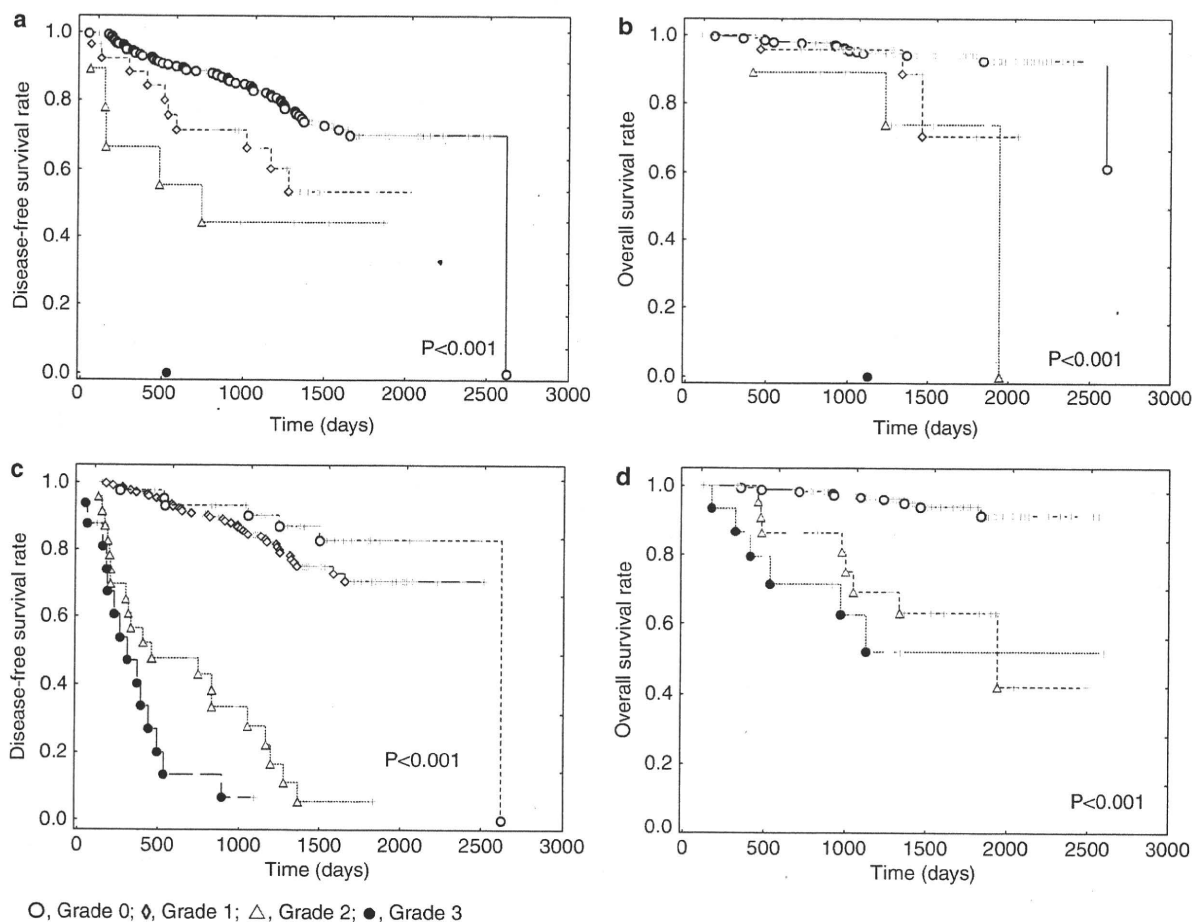 a
Disease-free survival rate
1.0
0.8
0.6
0.4
0.2
0.0
P<0.001
0 500 1000 1500 2000 2500 3000
Time (days)
b
Overall survival rate
1.0
0.8
0.6
0.4
0.2
0.0
P<0.001
0 500 1000 1500 2000 2500 3000
Time (days)
c
Disease-free survival rate
1.0
0.8
0.6
0.4
0.2
0.0
P<0.001
0 500 1000 1500 2000 2500 3000
Time (days)
d
Overall survival rate
1.0
0.8
0.6
0.4
0.2
0.0
P<0.001
0 500 1000 1500 2000 2500 3000
Time (days)
O, Grade 0; ◊, Grade 1; △, Grade 2; ●, Grade 3